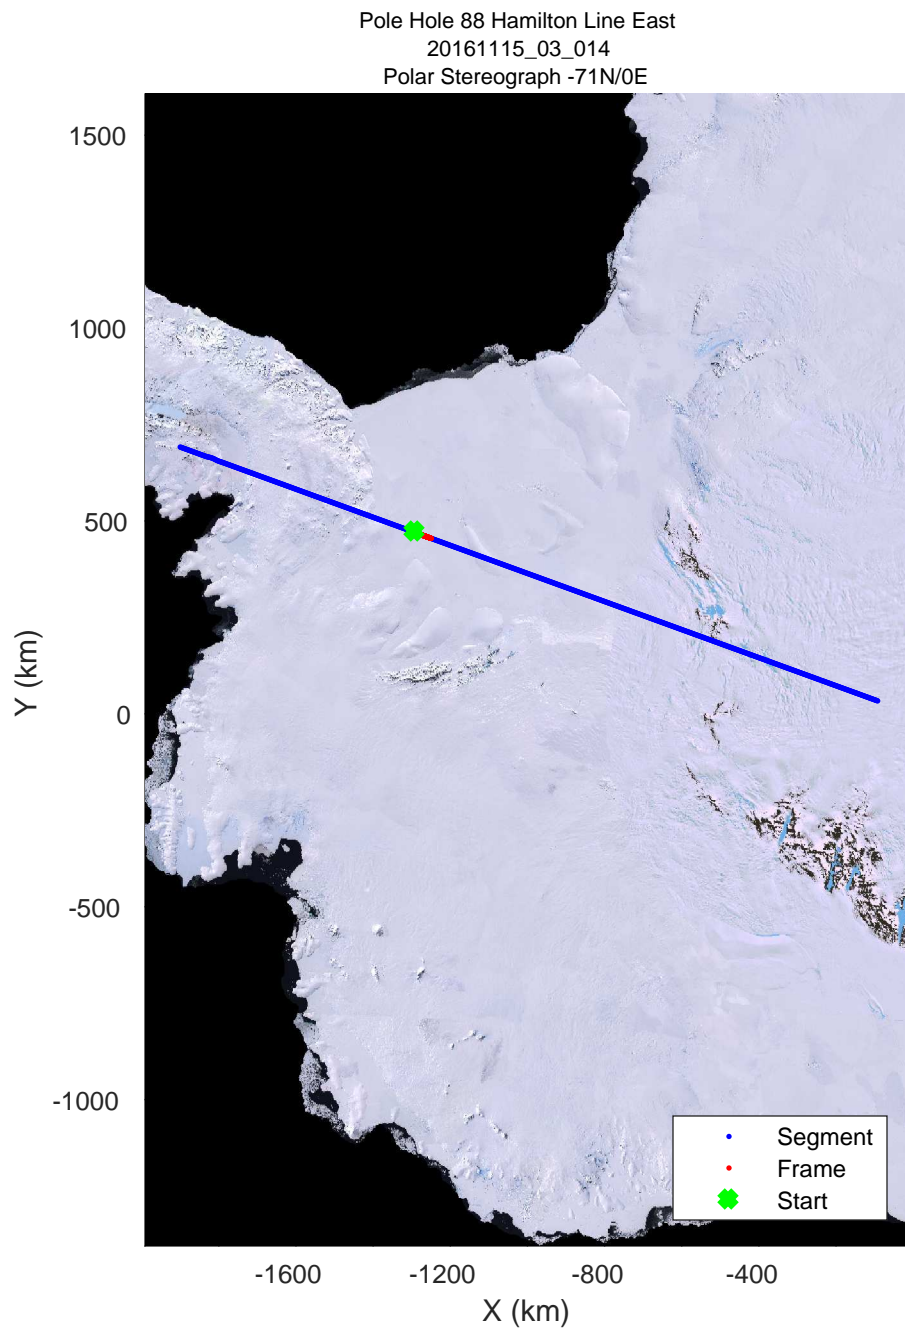 Pole Hole 88 Hamilton Line East
20161115_03_014
Polar Stereograph -71N/0E
1500
1000
500
0
-500
-1000
Y (km)
Segment
Frame
Start
-1600
-1200
-800
-400
X (km)